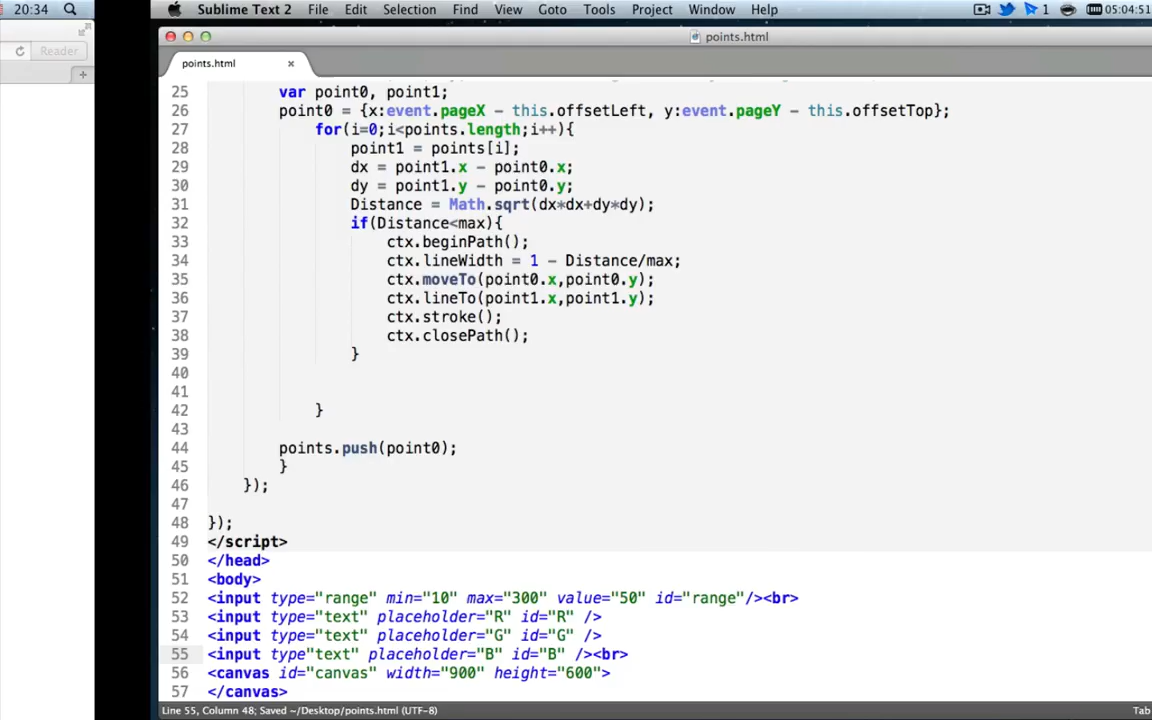 20:34
Reader
Sublime Text 2 File Edit Selection Find View Goto Tools Project Window Help 1 05:04:51
points.html
points.html
25 var point0, point1;
26 point0 = {x:event.pageX - this.offsetLeft, y:event.pageY - this.offsetTop};
27 for(i=0;i<points.length;i++){
28 point1 = points[i];
29 dx = point1.x - point0.x;
30 dy = point1.y - point0.y;
31 Distance = Math.sqrt(dx*dx+dy*dy);
32 if(Distance<max){
33 ctx.beginPath();
34 ctx.lineWidth = 1 - Distance/max;
35 ctx.moveTo(point0.x,point0.y);
36 ctx.lineTo(point1.x,point1.y);
37 ctx.stroke();
38 ctx.closePath();
39 }
40
41
42 }
43
44 points.push(point0);
45 }
46 });
47
48 });
49 </script>
50 </head>
51 <body>
52 <input type="range" min="10" max="300" value="50" id="range"/><br>
53 <input type="text" placeholder="R" id="R" />
54 <input type="text" placeholder="G" id="G" />
55 <input type"text" placeholder="B" id="B" /><br>
56 <canvas id="canvas" width="900" height="600">
57 </canvas>
Line 55, Column 48; Saved ~/Desktop/points.html (UTF-8) Tab